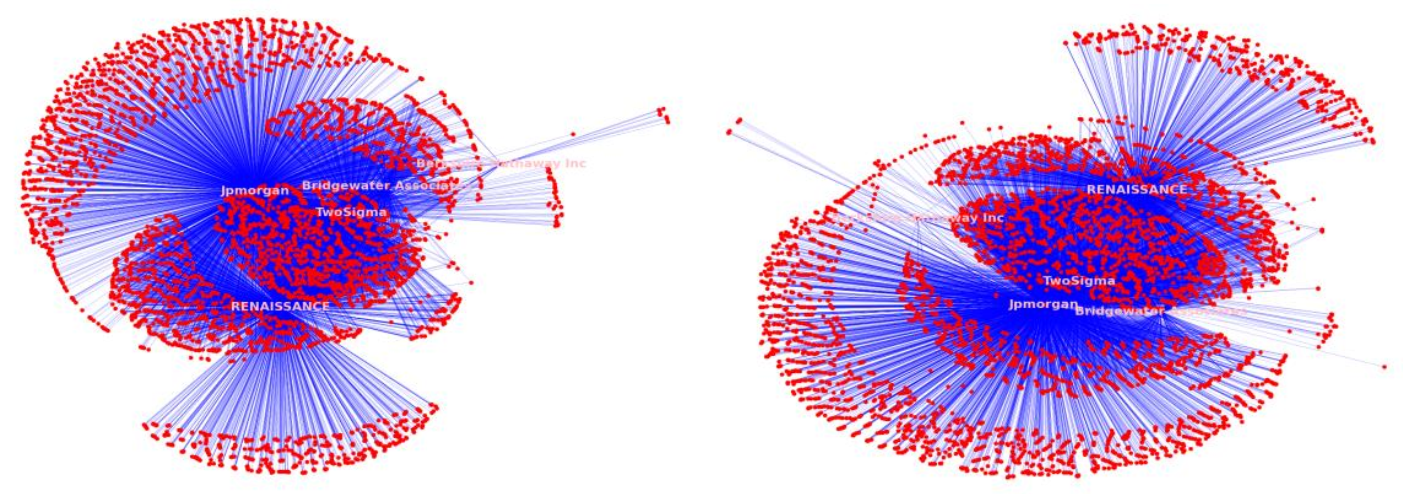 Berkshire Hathaway Inc
Jpmorgan
Bridgewater Associates
TwoSigma
RENAISSANCE
RENAISSANCE
Berkshire Hathaway Inc
TwoSigma
Jpmorgan
Bridgewater Associates